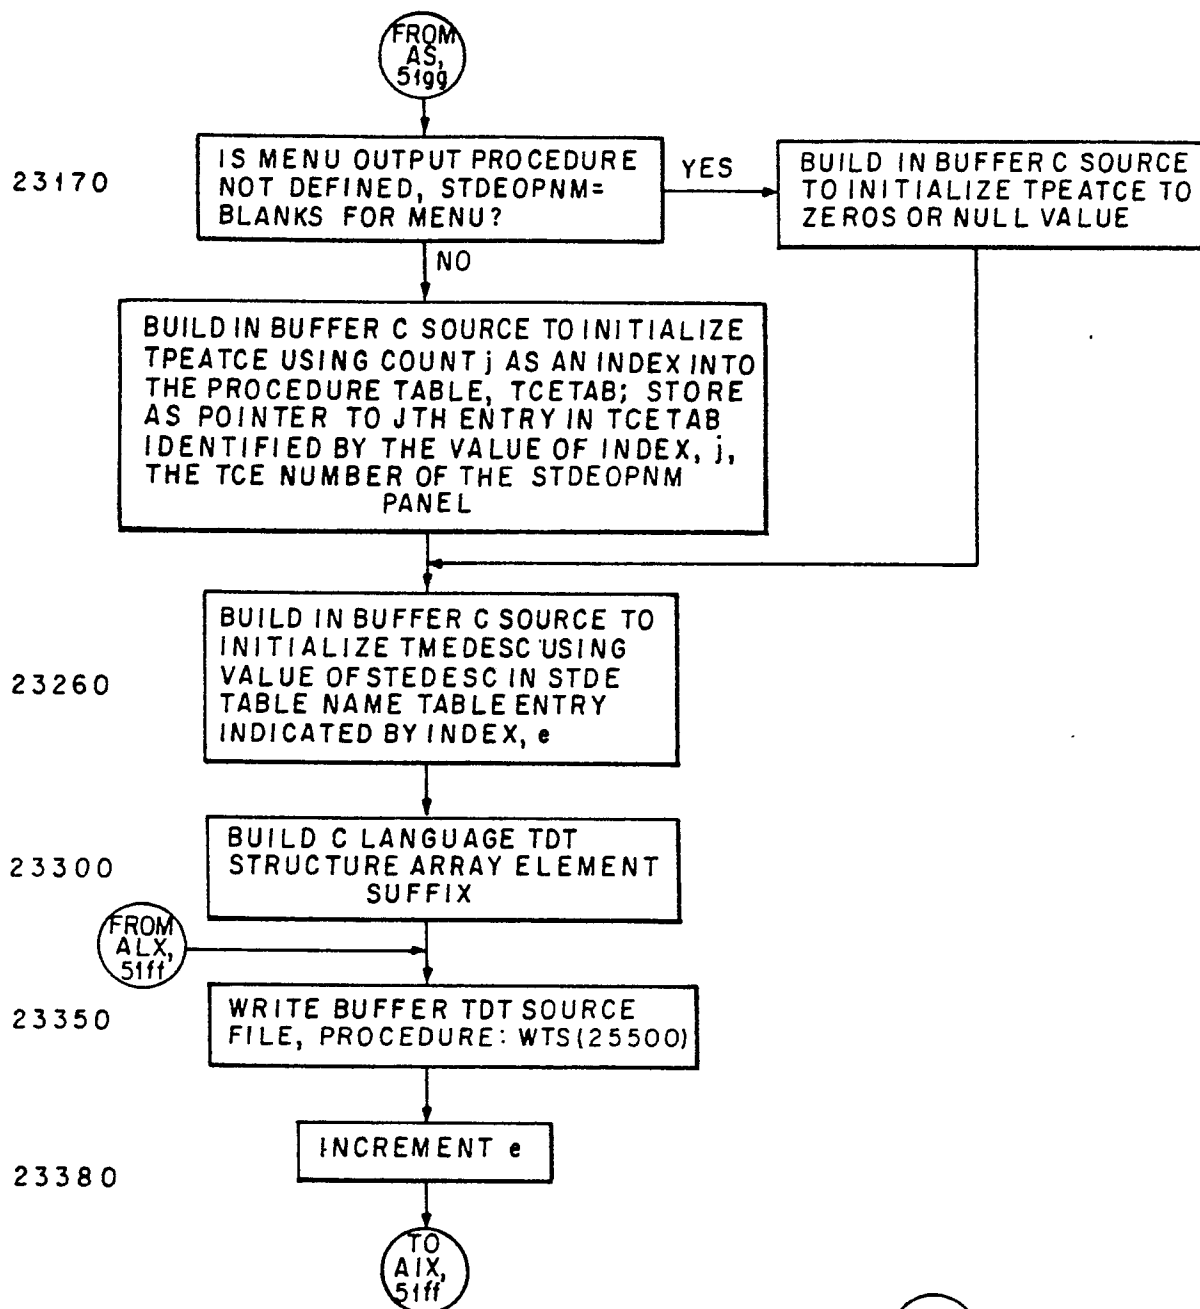 FROM
AS,
51gg
23170
IS MENU OUTPUT PROCEDURE
NOT DEFINED, STDEOPNM=
BLANKS FOR MENU?
YES
BUILD IN BUFFER C SOURCE
TO INITIALIZE TPEATCE TO
ZEROS OR NULL VALUE
NO
BUILD IN BUFFER C SOURCE TO INITIALIZE
TPEATCE USING COUNT j AS AN INDEX INTO
THE PROCEDURE TABLE, TCETAB; STORE
AS POINTER TO JTH ENTRY IN TCETAB
IDENTIFIED BY THE VALUE OF INDEX, j,
THE TCE NUMBER OF THE STDEOPNM
PANEL
23260
BUILD IN BUFFER C SOURCE TO
INITIALIZE TMEDESC USING
VALUE OF STEDESC IN STDE
TABLE NAME TABLE ENTRY
INDICATED BY INDEX, e
23300
BUILD C LANGUAGE TDT
STRUCTURE ARRAY ELEMENT
SUFFIX
FROM
ALX,
51ff
23350
WRITE BUFFER TDT SOURCE
FILE, PROCEDURE: WTS(25500)
23380
INCREMENT e
TO
AIX,
51ff